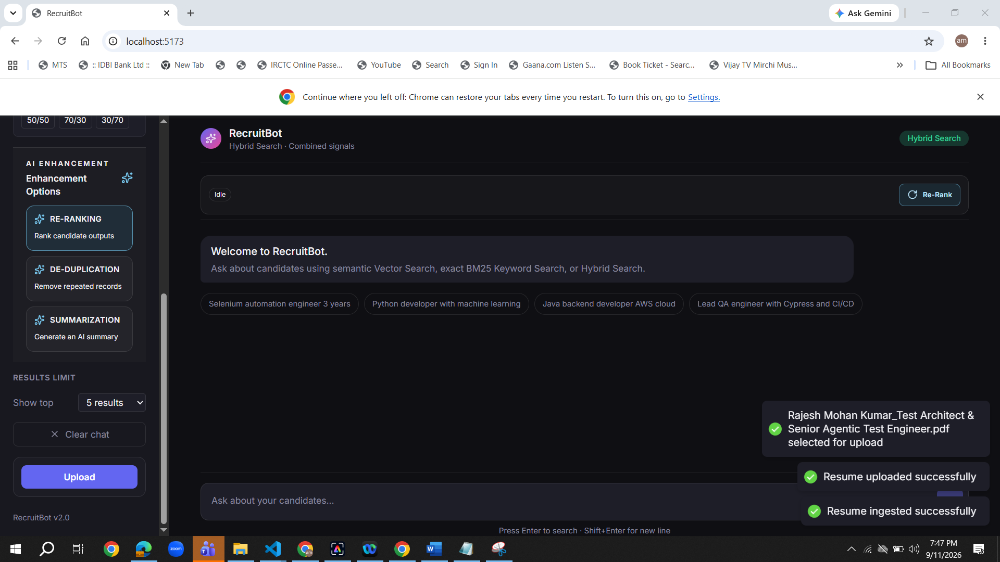 RecruitBot
Ask Gemini
localhost:5173
am
MTS
:: IDBI Bank Ltd ::
New Tab
IRCTC Online Passe...
YouTube
Search
Sign In
Gaana.com Listen S...
Book Ticket - Searc...
Vijay TV Mirchi Mus...
All Bookmarks
Continue where you left off: Chrome can restore your tabs every time you restart. To turn this on, go to Settings.
50/50
70/30
30/70
AI ENHANCEMENT
Enhancement
Options
RE-RANKING
Rank candidate outputs
DE-DUPLICATION
Remove repeated records
SUMMARIZATION
Generate an AI summary
RESULTS LIMIT
Show top
5 results
Clear chat
Upload
RecruitBot v2.0
RecruitBot
Hybrid Search · Combined signals
Hybrid Search
Idle
Re-Rank
Welcome to RecruitBot.
Ask about candidates using semantic Vector Search, exact BM25 Keyword Search, or Hybrid Search.
Selenium automation engineer 3 years
Python developer with machine learning
Java backend developer AWS cloud
Lead QA engineer with Cypress and CI/CD
Rajesh Mohan Kumar_Test Architect &
Senior Agentic Test Engineer.pdf
selected for upload
Resume uploaded successfully
Resume ingested successfully
Ask about your candidates...
Press Enter to search · Shift+Enter for new line
zoom
am
7:47 PM
9/11/2026